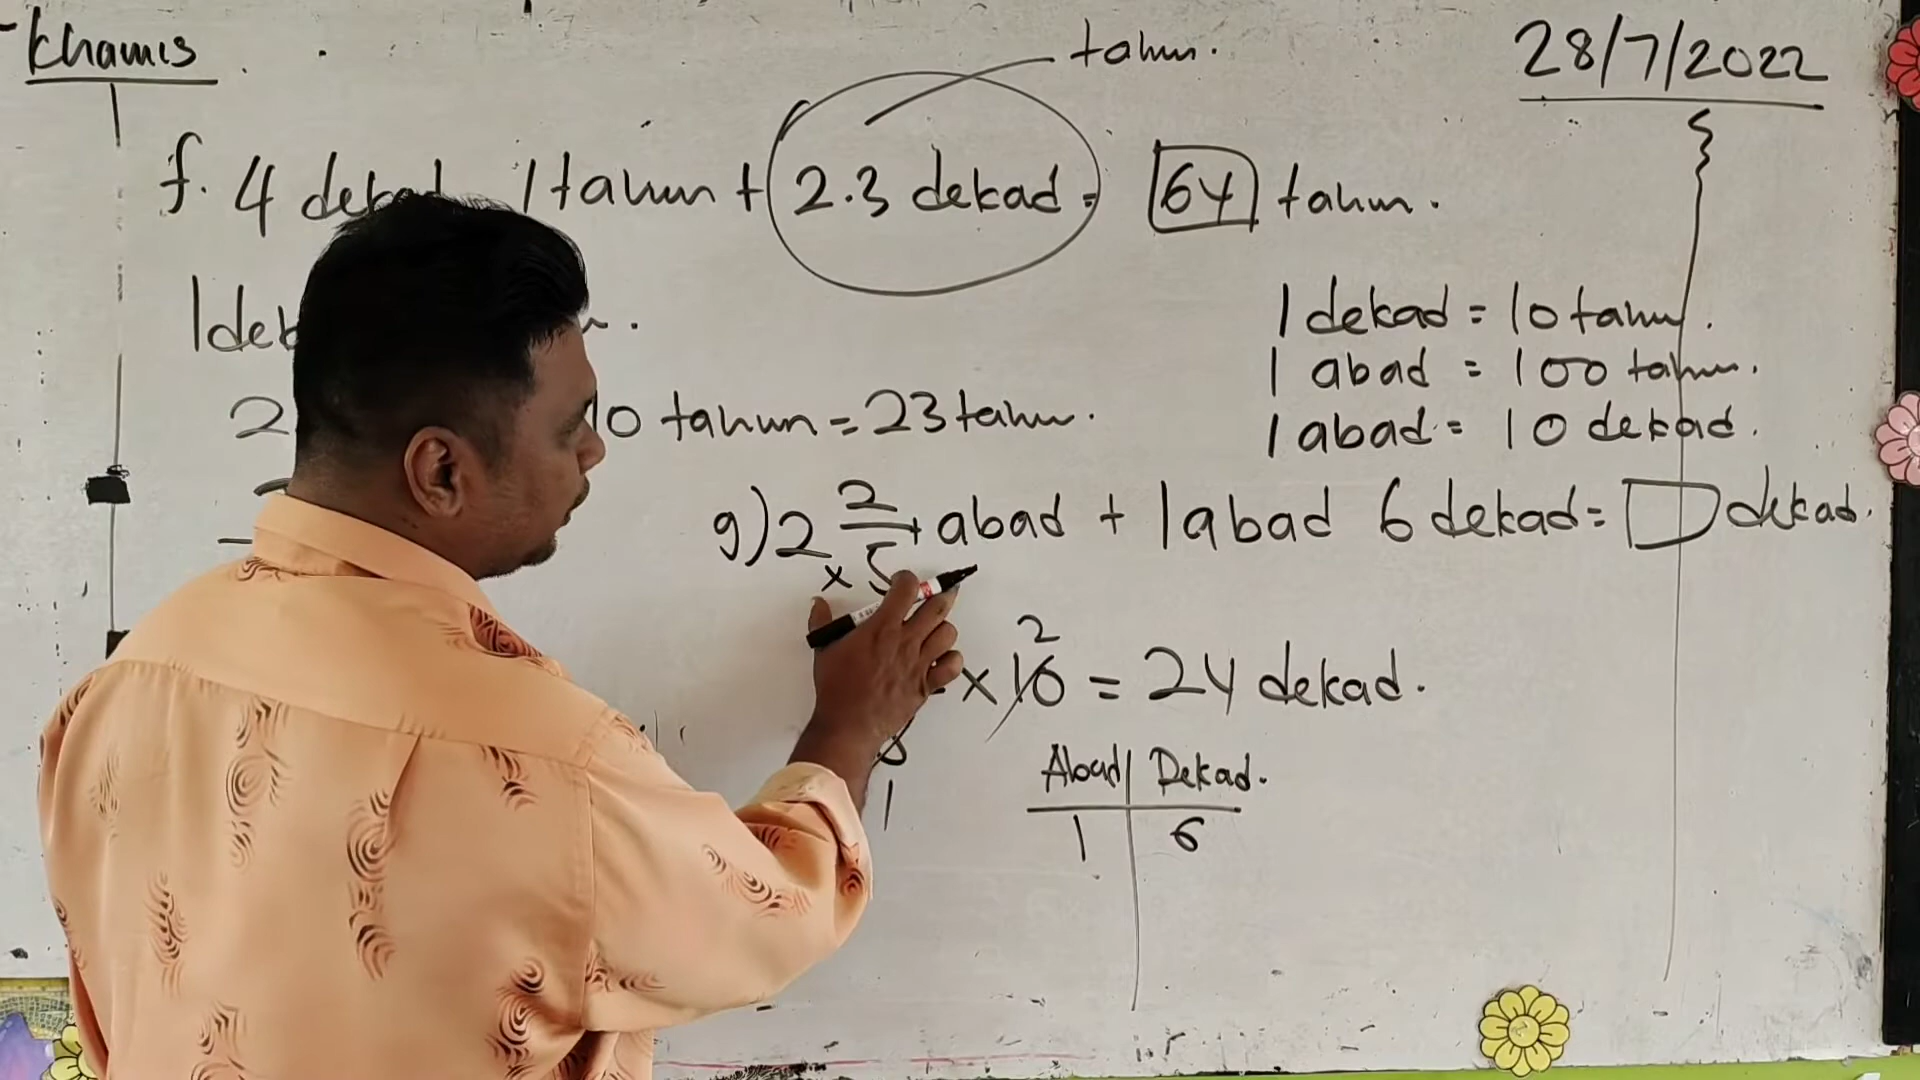 Khamis
28/7/2022
tahun.
f. 4 dekad 1 tahun + 2.3 dekad = 64 tahun.
1 dekad = 10 tahun.
1 abad = 100 tahun.
1 abad = 10 dekad.
10 tahun = 23 tahun.
g) 2 2/5 abad + 1 abad 6 dekad = dekad.
x
2
x 10 = 24 dekad.
5
1
Abad Dekad.
1 6